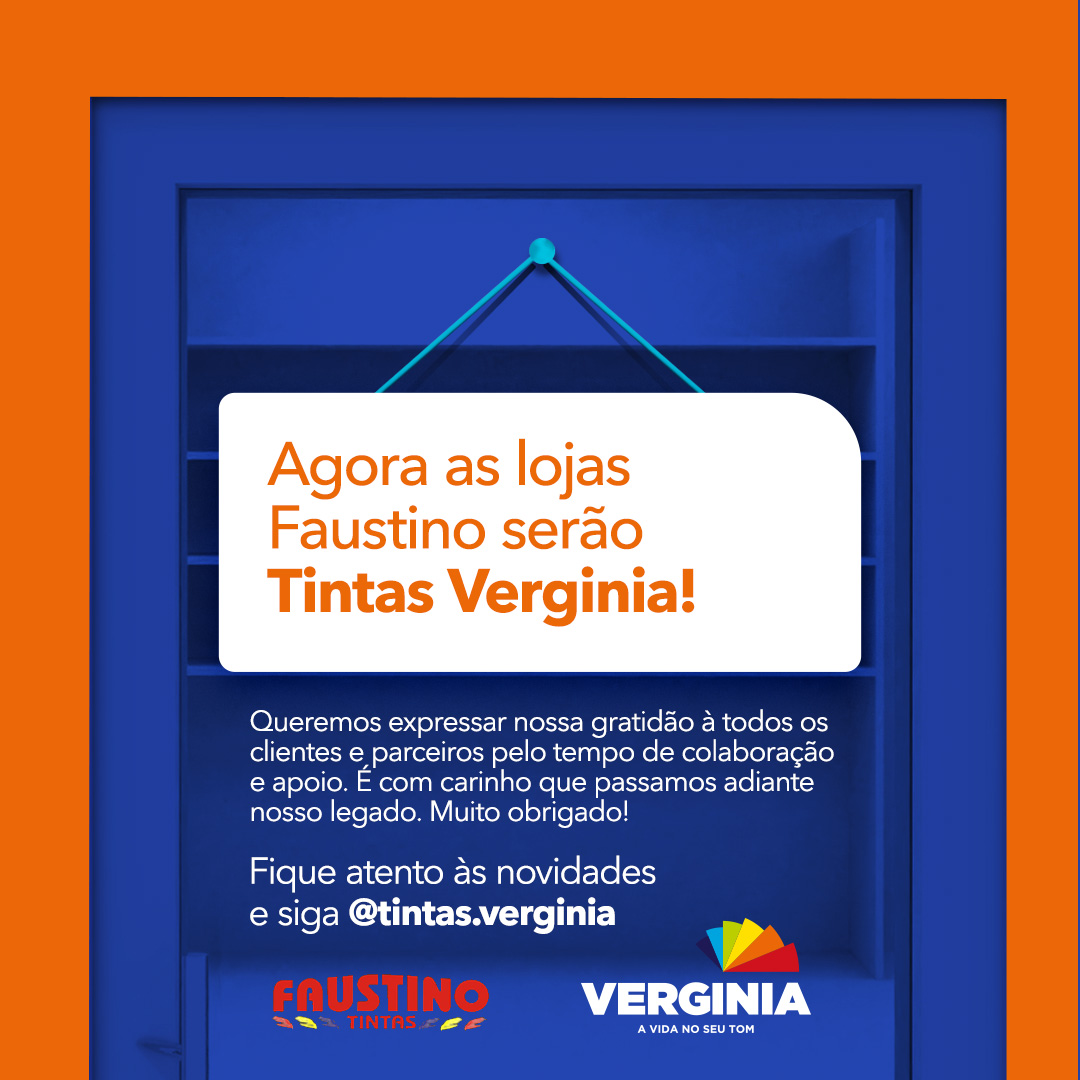 Agora as lojas
Faustino serão
Tintas Verginia!
Queremos expressar nossa gratidão à todos os
clientes e parceiros pelo tempo de colaboração
e apoio. É com carinho que passamos adiante
nosso legado. Muito obrigado!
Fique atento às novidades
e siga @tintas.verginia
FAUSTINO
TINTAS
VERGINIA
A VIDA NO SEU TOM